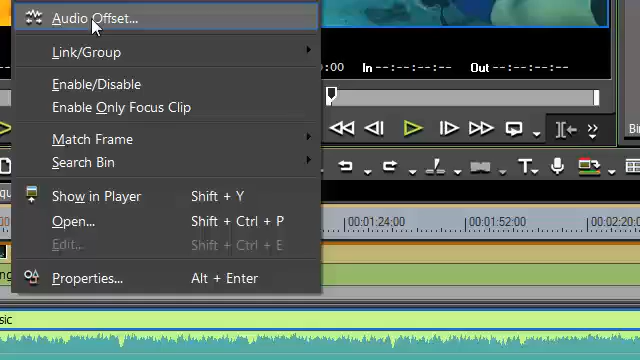 Audio Offset...
:00 In --:--:--:-- Out --:--:--:--
Link/Group
Enable/Disable
Enable Only Focus Clip
Bin
Match Frame
Search Bin
Show in Player Shift + Y
Open... Shift + Ctrl + P
00:01:24:00 00:01:52:00 00:02:20:0
Edit... Shift + Ctrl + E
Properties... Alt + Enter
sic